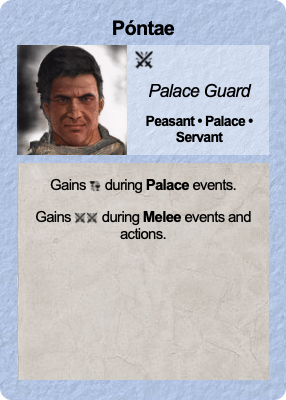 Póntae
Palace Guard
Peasant • Palace •
Servant
Gains during Palace events.
Gains during Melee events and
actions.